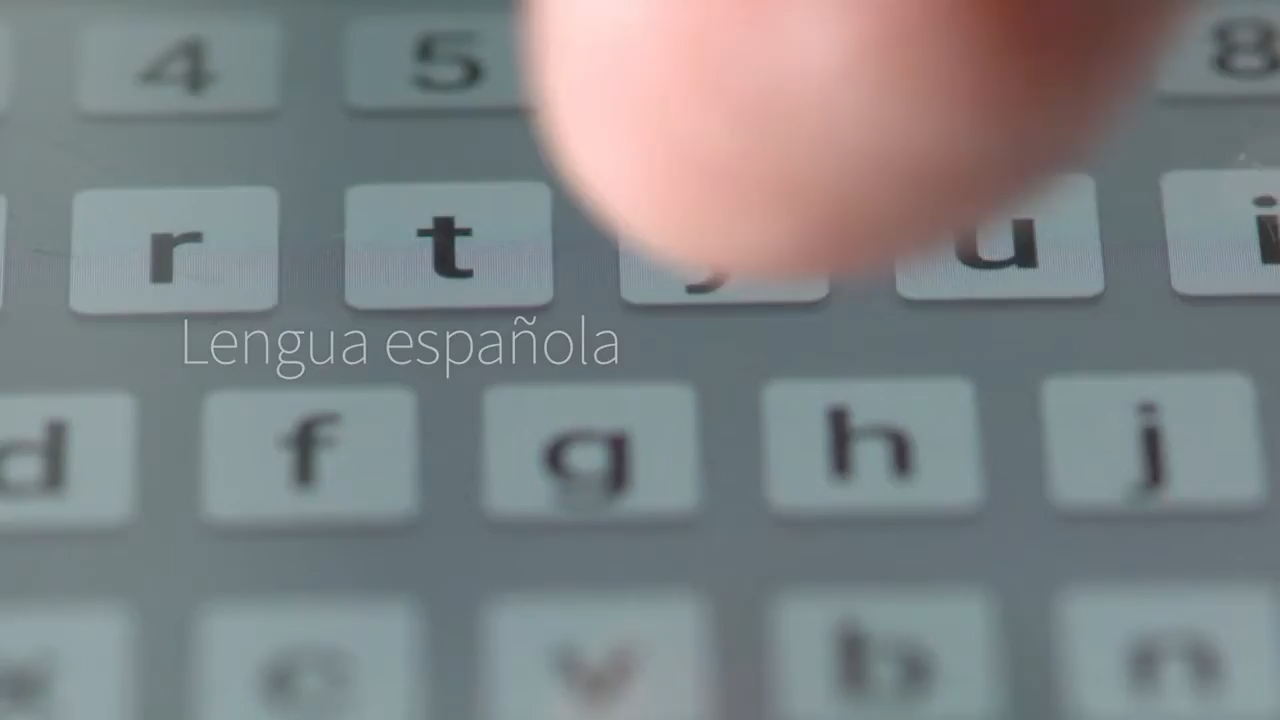 4 5 8
r t u i
Lengua española
d f g h j
c v b n